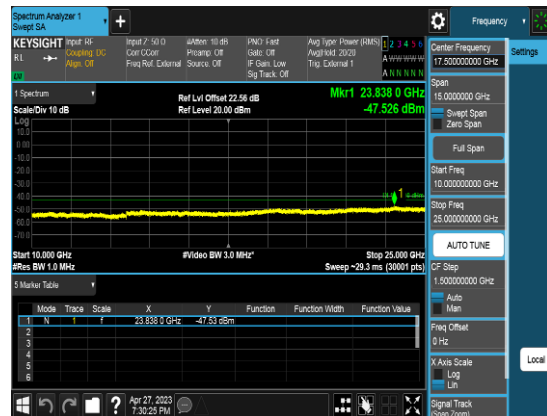 Spectrum Analyzer 1
Swept SA
+
Frequency
KEYSIGHT
Input: RF
Coupling: DC
Align: Off
Input Z: 50 Ω
Corr CCorr
Freq Ref: External
#Atten: 10 dB
Preamp: Off
Source: Off
PNO: Fast
Gate: Off
IF Gain: Low
Sig Track: Off
Avg Type: Power (RMS)
Avg|Hold: 20/20
Trig: External 1
1 2 3 4 5 6
A W W W W W
A N N N N N
R L
LXI
1 Spectrum
Scale/Div 10 dB
Ref Lvl Offset 22.56 dB
Ref Level 20.00 dBm
Mkr1 23.838 0 GHz
-47.526 dBm
Log
10.0
0.00
-10.0
-20.0
-30.0
-40.0
-50.0
-60.0
-70.0
1
Start 10.000 GHz
#Res BW 1.0 MHz
#Video BW 3.0 MHz*
Stop 25.000 GHz
Sweep ~29.3 ms (30001 pts)
5 Marker Table
Mode Trace Scale X Y Function Function Width Function Value
1 N 1 f 23.838 0 GHz -47.53 dBm
2
3
4
5
6
Apr 27, 2023
7:30:25 PM
Center Frequency
17.500000000 GHz
Settings
Span
15.0000000 GHz
Swept Span
Zero Span
Full Span
Start Freq
10.000000000 GHz
Stop Freq
25.000000000 GHz
AUTO TUNE
CF Step
1.500000000 GHz
Auto
Man
Freq Offset
0 Hz
X Axis Scale
Log
Lin
Local
Signal Track
(Span Zoom)